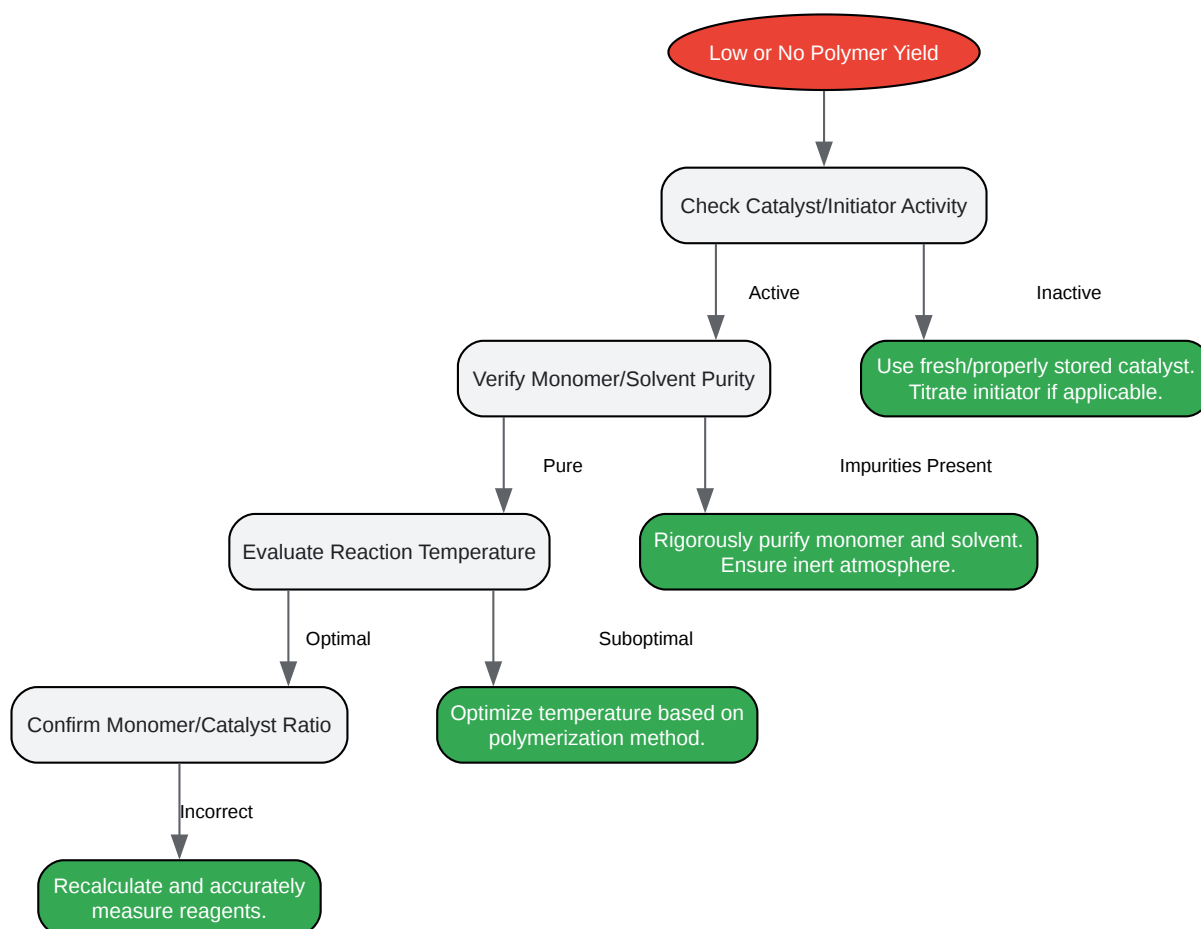 Low or No Polymer Yield
Check Catalyst/Initiator Activity
Active
Inactive
Verify Monomer/Solvent Purity
Use fresh/properly stored catalyst.
Titrate initiator if applicable.
Pure
Impurities Present
Evaluate Reaction Temperature
Rigorously purify monomer and solvent.
Ensure inert atmosphere.
Optimal
Suboptimal
Confirm Monomer/Catalyst Ratio
Optimize temperature based on
polymerization method.
Incorrect
Recalculate and accurately
measure reagents.